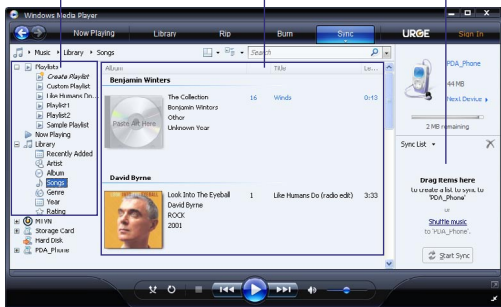 Windows Media Player
Now Playing Library Rip Burn Sync URGE Sign In
Music Library Songs
Search
Playlists
Create Playlist
Custom Playlist
Like Humans Do...
Playlist1
Playlist2
Sample Playlist
Now Playing
Library
Recently Added
Artist
Album
Songs
Genre
Year
Rating
MTVN
Storage Card
Hard Disk
PDA_Phone
Album Title Le...
Benjamin Winters
Paste Art Here
The Collection 16 Winds 0:13
Benjamin Winters
Other
Unknown Year
David Byrne
Look Into The Eyeball 1 Like Humans Do (radio edit) 3:33
David Byrne
ROCK
2001
PDA_Phone
44 MB
Next Device
2 MB remaining
Sync List
Drag items here
to create a list to sync to
'PDA_Phone'.
or
Shuffle music
to 'PDA_Phone'.
Start Sync